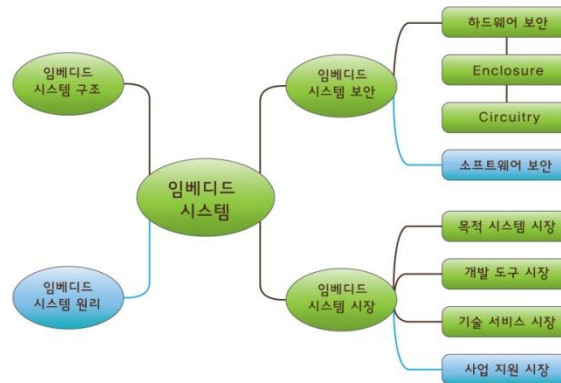 임베디드
시스템 구조
임베디드
시스템 원리
임베디드
시스템
임베디드
시스템 보안
하드웨어 보안
Enclosure
Circuitry
소프트웨어 보안
임베디드
시스템 시장
목적 시스템 시장
개발 도구 시장
기술 서비스 시장
사업 지원 시장